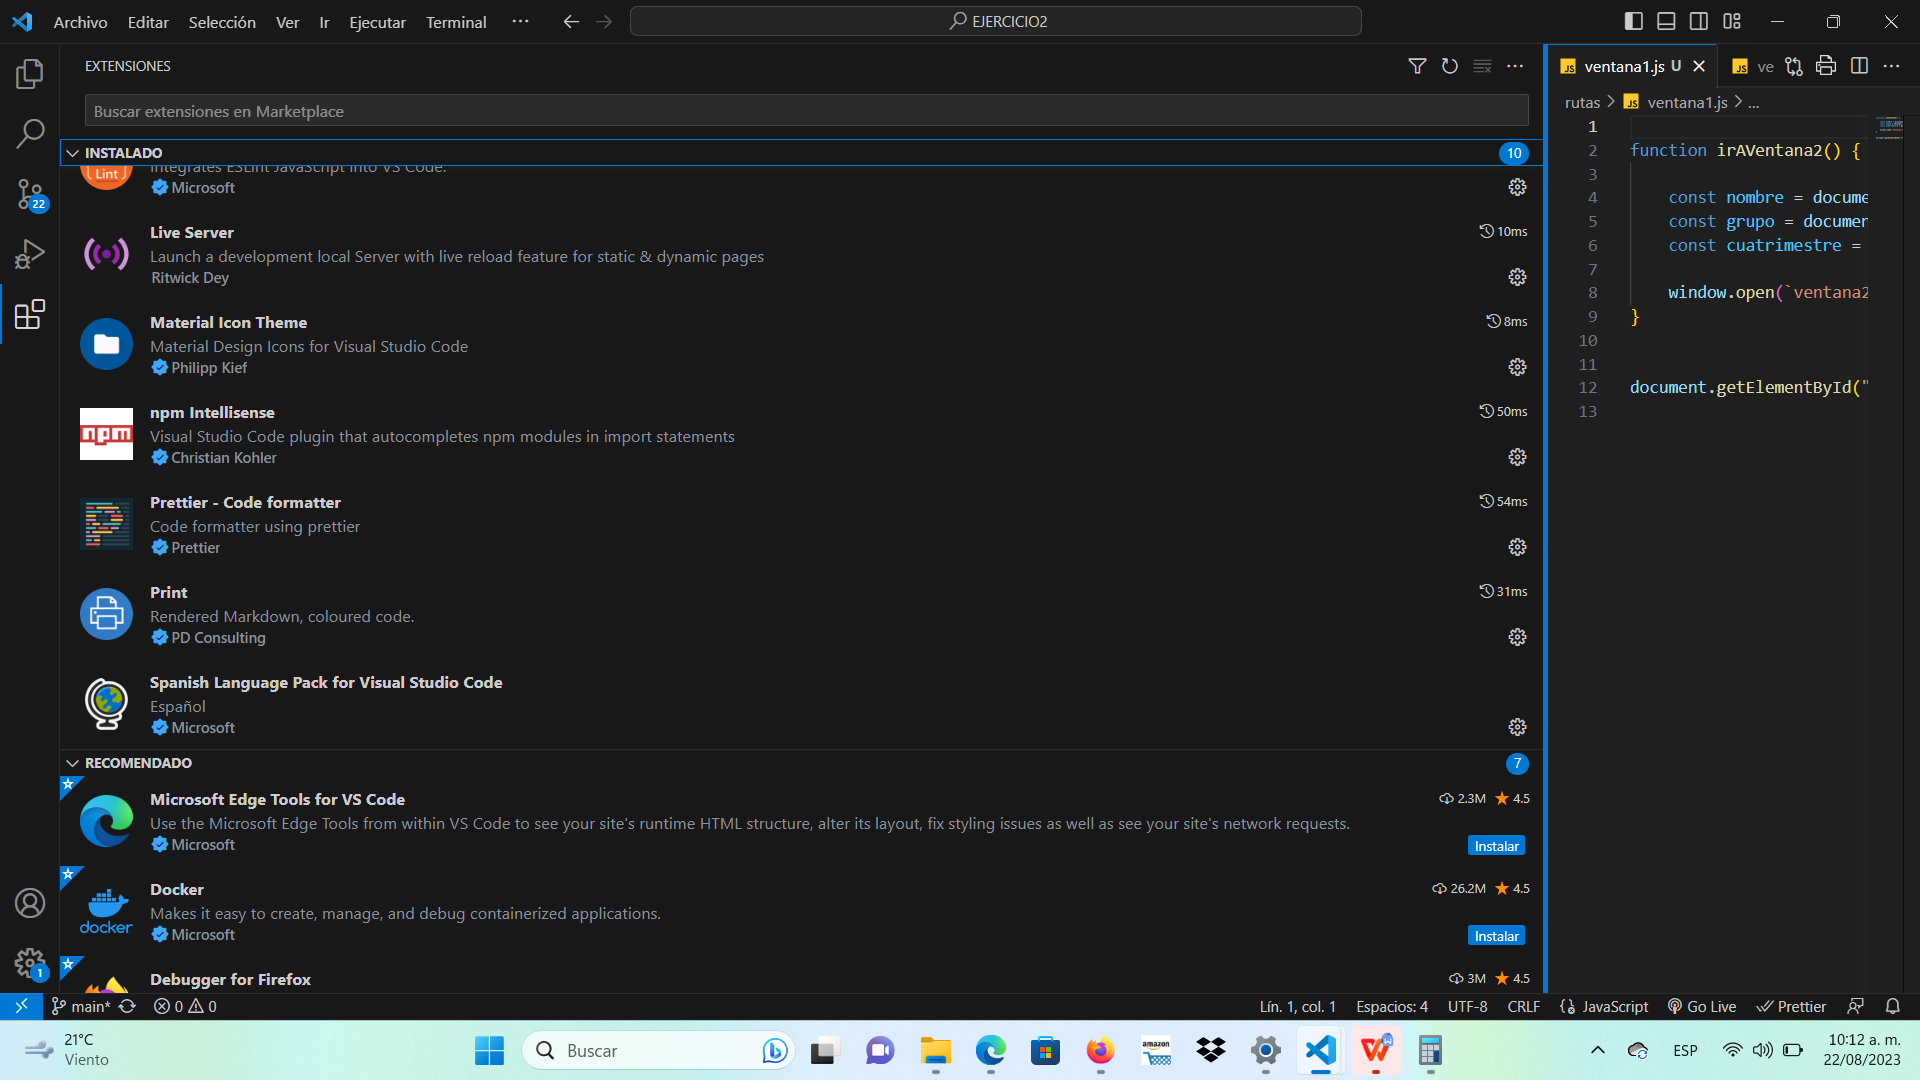 Archivo Editar Selección Ver Ir Ejecutar Terminal ··· EJERCICIO2
EXTENSIONES
Buscar extensiones en Marketplace
INSTALADO 10
Lint
Integrates ESLint JavaScript into VS Code.
Microsoft
Live Server 10ms
Launch a development local Server with live reload feature for static & dynamic pages
Ritwick Dey
Material Icon Theme 8ms
Material Design Icons for Visual Studio Code
Philipp Kief
npm
npm Intellisense 50ms
Visual Studio Code plugin that autocompletes npm modules in import statements
Christian Kohler
Prettier - Code formatter 54ms
Code formatter using prettier
Prettier
Print 31ms
Rendered Markdown, coloured code.
PD Consulting
Spanish Language Pack for Visual Studio Code
Español
Microsoft
RECOMENDADO 7
Microsoft Edge Tools for VS Code 2.3M 4.5
Use the Microsoft Edge Tools from within VS Code to see your site's runtime HTML structure, alter its layout, fix styling issues as well as see your site's network requests.
Microsoft Instalar
docker
Docker 26.2M 4.5
Makes it easy to create, manage, and debug containerized applications.
Microsoft Instalar
Debugger for Firefox 3M 4.5
22
1
JS ventana1.js U JS ve
rutas > JS ventana1.js > ...
1
2 function irAVentana2() {
3
4 const nombre = docume
5 const grupo = documen
6 const cuatrimestre =
7
8 window.open(`ventana2
9 }
10
11
12 document.getElementById("
13
main* 0 0 Lín. 1, col. 1 Espacios: 4 UTF-8 CRLF {} JavaScript Go Live Prettier
21°C
Viento
Buscar
amazon
ESP
10:12 a. m.
22/08/2023